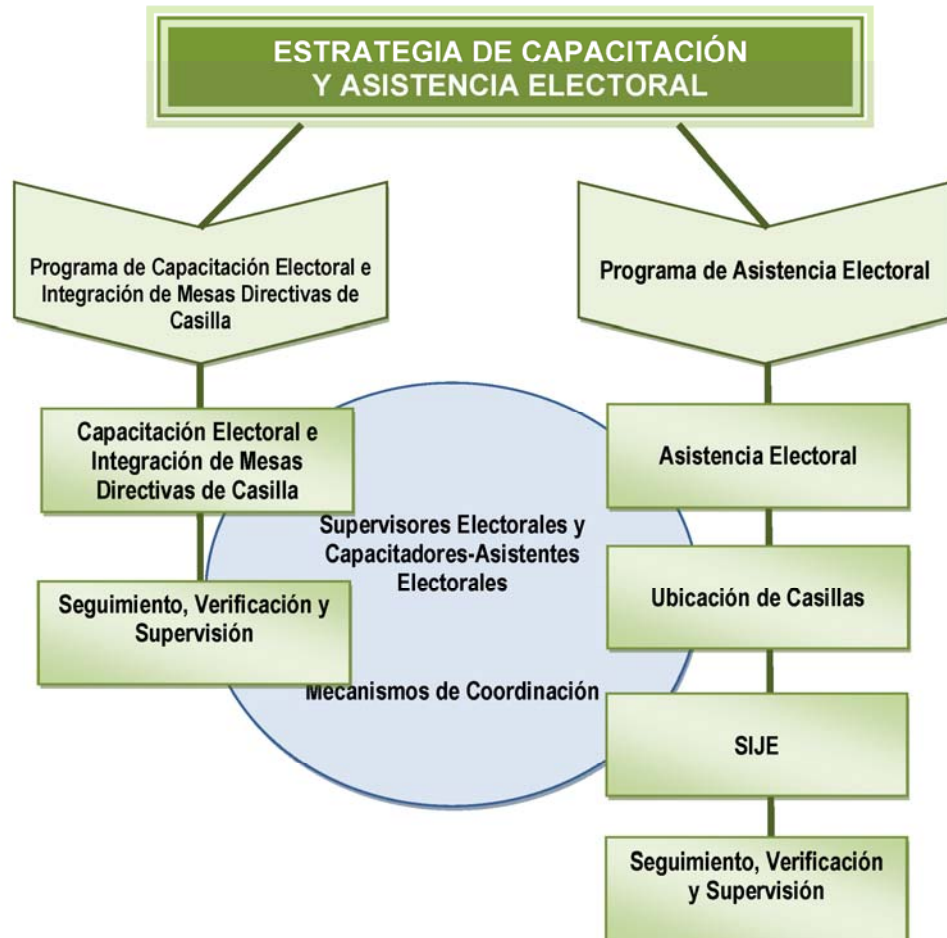 ESTRATEGIA DE CAPACITACIÓN
Y ASISTENCIA ELECTORAL
Programa de Capacitación Electoral e
Integración de Mesas Directivas de
Casilla
Programa de Asistencia Electoral
Capacitación Electoral e
Integración de Mesas
Directivas de Casilla
Asistencia Electoral
Supervisores Electorales y
Capacitadores-Asistentes
Electorales
Seguimiento, Verificación y
Supervisión
Ubicación de Casillas
Mecanismos de Coordinación
SIJE
Seguimiento, Verificación
y Supervisión